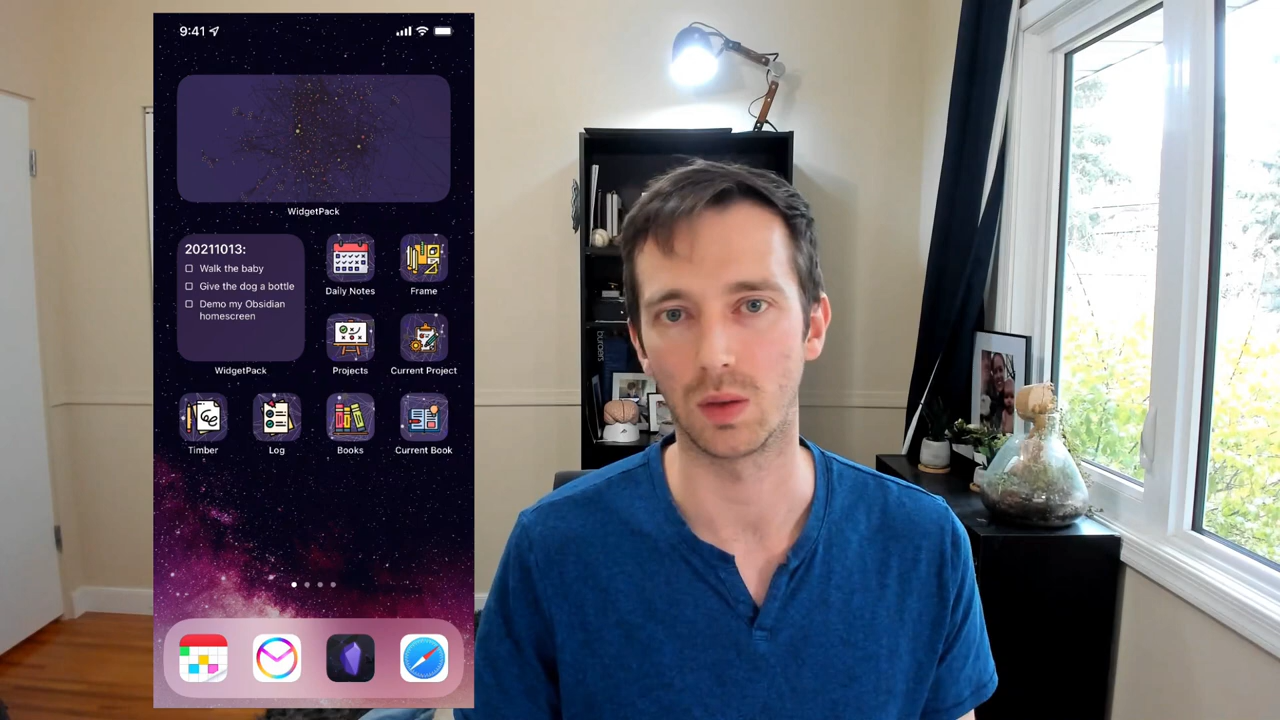 9:41
WidgetPack
20211013:
Walk the baby
Give the dog a bottle
Demo my Obsidian
homescreen
WidgetPack
Daily Notes
Frame
Projects
Current Project
Timber
Log
Books
Current Book
burgers